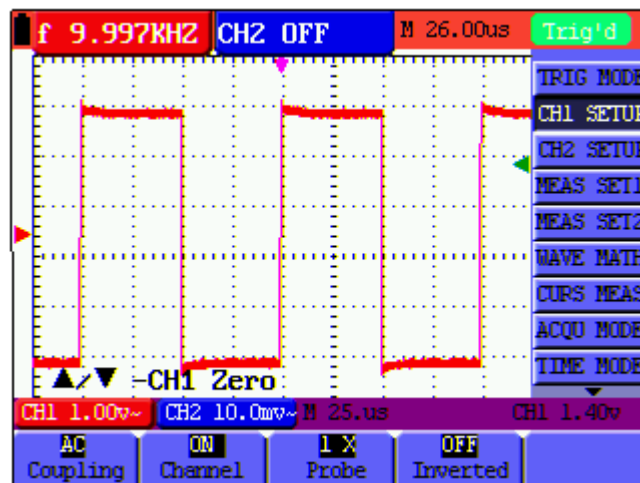 f 9.997KHZ CH2 OFF M 26.00us Trig'd
TRIG MODE
CH1 SETUP
CH2 SETUP
MEAS SET1
MEAS SET2
WAVE MATH
CURS MEAS
ACQU MODE
TIME MODE
▲/▼ -CH1 Zero
CH1 1.00v~ CH2 10.0mv~ M 25.us CH1 1.40v
AC ON 1 X OFF
Coupling Channel Probe Inverted